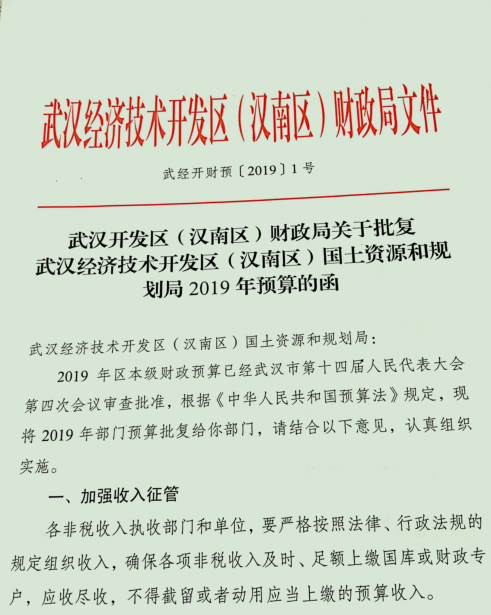 武汉经济技术开发区（汉南区）财政局文件
武经开财预〔2019〕1号
武汉开发区（汉南区）财政局关于批复
武汉经济技术开发区（汉南区）国土资源和规
划局 2019 年预算的函
武汉经济技术开发区（汉南区）国土资源和规划局：
2019 年区本级财政预算已经武汉市第十四届人民代表大会
第四次会议审查批准，根据《中华人民共和国预算法》规定，现
将 2019 年部门预算批复给你部门，请结合以下意见，认真组织
实施。
一、加强收入征管
各非税收入执收部门和单位，要严格按照法律、行政法规的
规定组织收入，确保各项非税收入及时、足额上缴国库或财政专
户，应收尽收，不得截留或者动用应当上缴的预算收入。